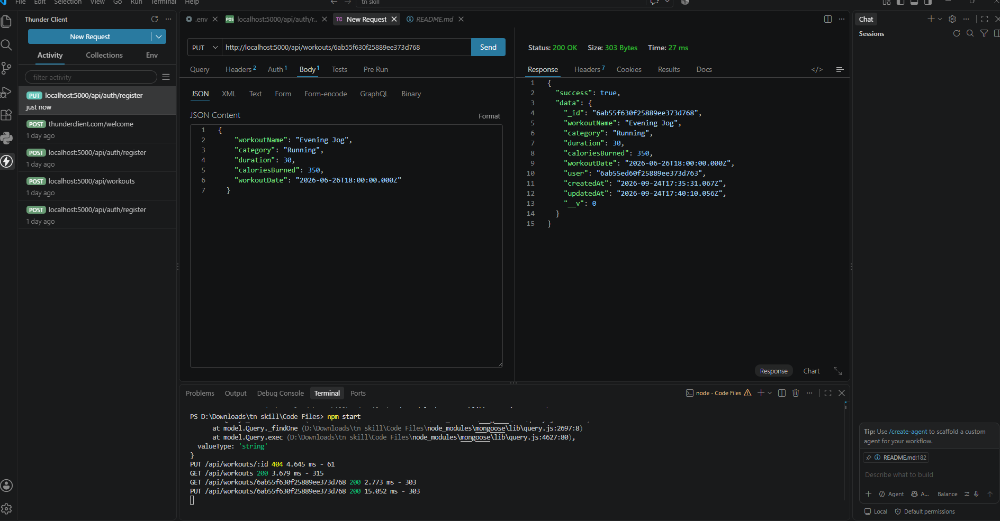 File Edit Selection View Go Run Terminal Help
tn skill
Thunder Client
New Request
Activity Collections Env
filter activity
PUT localhost:5000/api/auth/register
just now
POST thunderclient.com/welcome
1 day ago
POST localhost:5000/api/auth/register
1 day ago
POST localhost:5000/api/workouts
1 day ago
POST localhost:5000/api/auth/register
1 day ago
.env POS localhost:5000/api/auth/r.. TC New Request README.md
PUT http://localhost:5000/api/workouts/6ab55f630f25889ee373d768 Send
Query Headers 2 Auth 1 Body 1 Tests Pre Run
JSON XML Text Form Form-encode GraphQL Binary
JSON Content Format
1 {
2 "workoutName": "Evening Jog",
3 "category": "Running",
4 "duration": 30,
5 "caloriesBurned": 350,
6 "workoutDate": "2026-06-26T18:00:00.000Z"
7 }
Status: 200 OK Size: 303 Bytes Time: 27 ms
Response Headers 7 Cookies Results Docs
1 {
2 "success": true,
3 "data": {
4 "_id": "6ab55f630f25889ee373d768",
5 "workoutName": "Evening Jog",
6 "category": "Running",
7 "duration": 30,
8 "caloriesBurned": 350,
9 "workoutDate": "2026-06-26T18:00:00.000Z",
10 "user": "6ab55ed60f25889ee373d763",
11 "createdAt": "2026-09-24T17:35:31.067Z",
12 "updatedAt": "2026-09-24T17:40:10.056Z",
13 "__v": 0
14 }
15 }
Response Chart
Problems Output Debug Console Terminal Ports
node - Code Files
PS D:\Downloads\tn skill\Code Files> npm start
at model.Query._findOne (D:\Downloads\tn skill\Code Files\node_modules\mongoose\lib\query.js:2697:8)
at model.Query.exec (D:\Downloads\tn skill\Code Files\node_modules\mongoose\lib\query.js:4627:80),
valueType: 'string'
}
PUT /api/workouts/:id 404 4.645 ms - 61
GET /api/workouts 200 3.679 ms - 315
GET /api/workouts/6ab55f630f25889ee373d768 200 2.773 ms - 303
PUT /api/workouts/6ab55f630f25889ee373d768 200 15.052 ms - 303
Chat
Sessions
Tip: Use /create-agent to scaffold a custom
agent for your workflow.
README.md:182
Describe what to build
Agent A... Balance
Local Default permissions